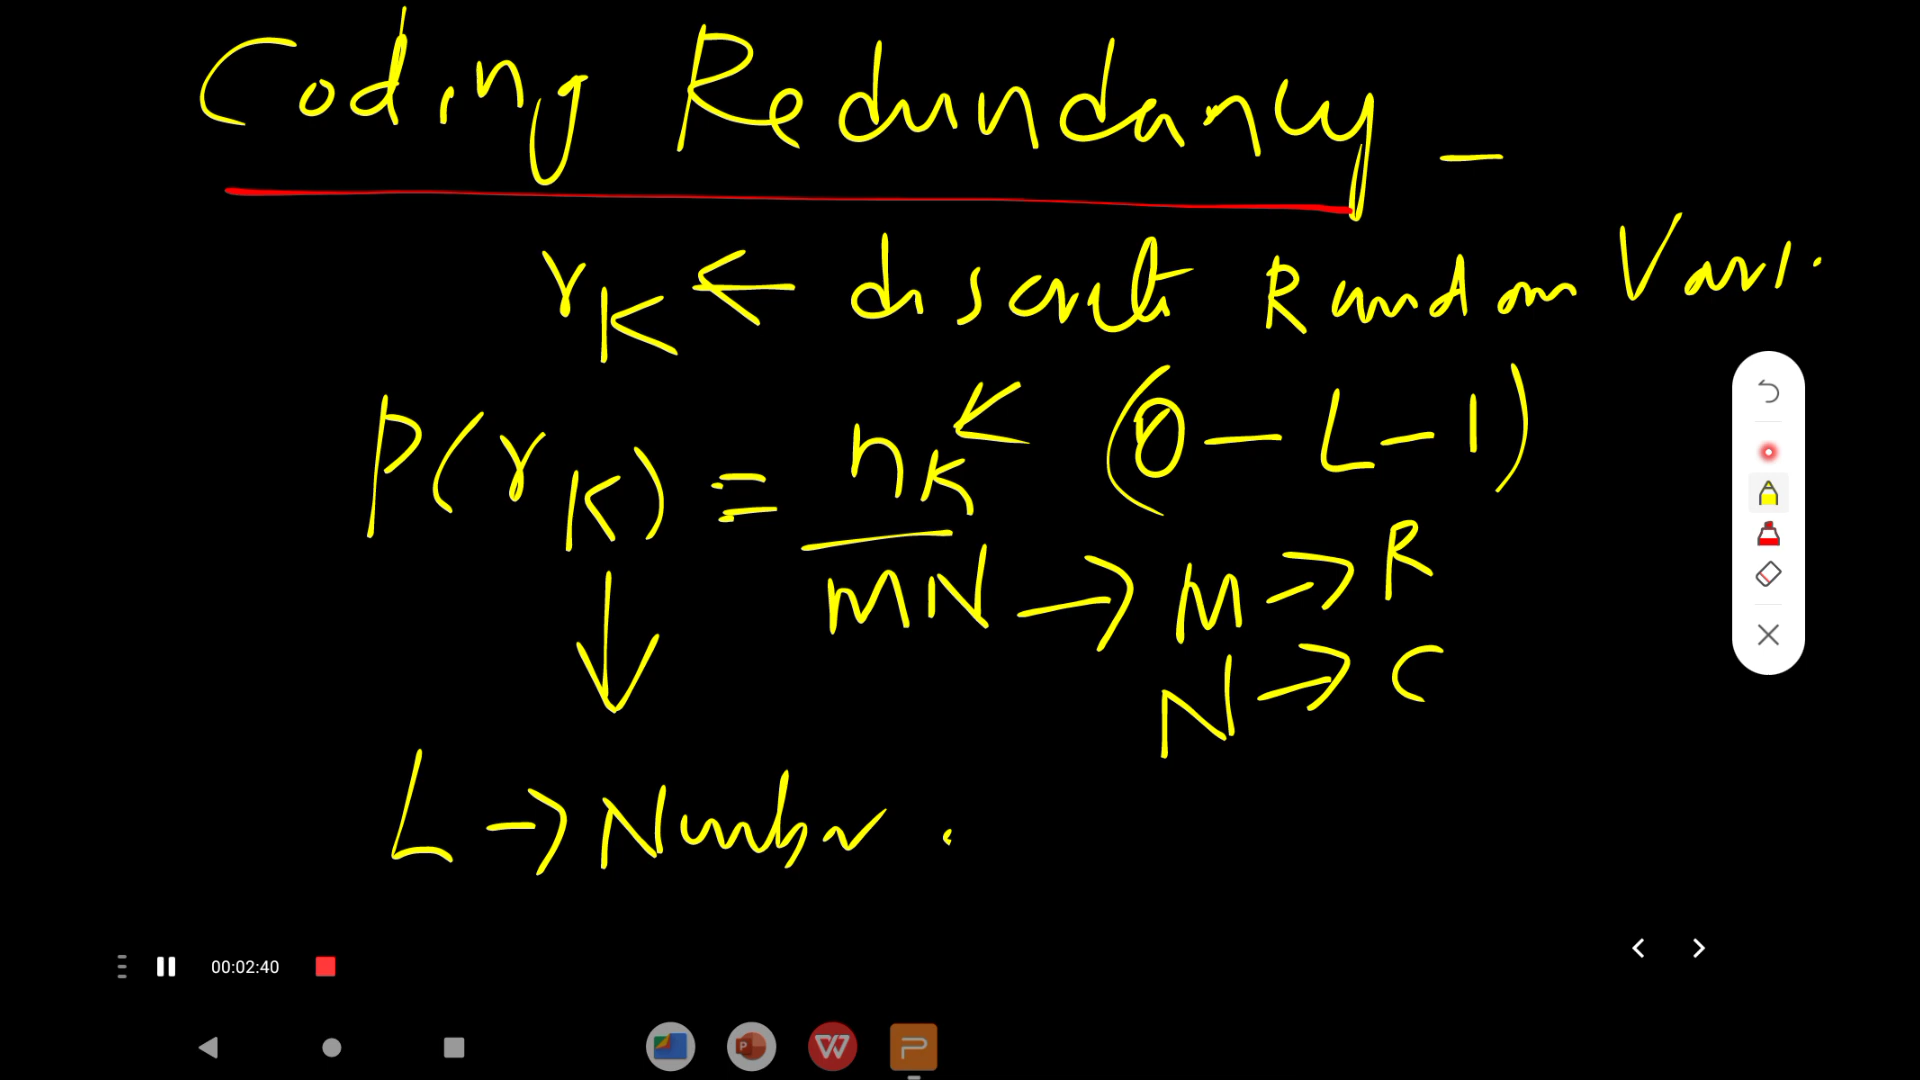 Coding Redundancy -
rK ← discrete Random Vari.
P(rK) = nK / MN ← (0 - L - 1)
→ M → R
N → C
↓
L → Number .
00:02:40